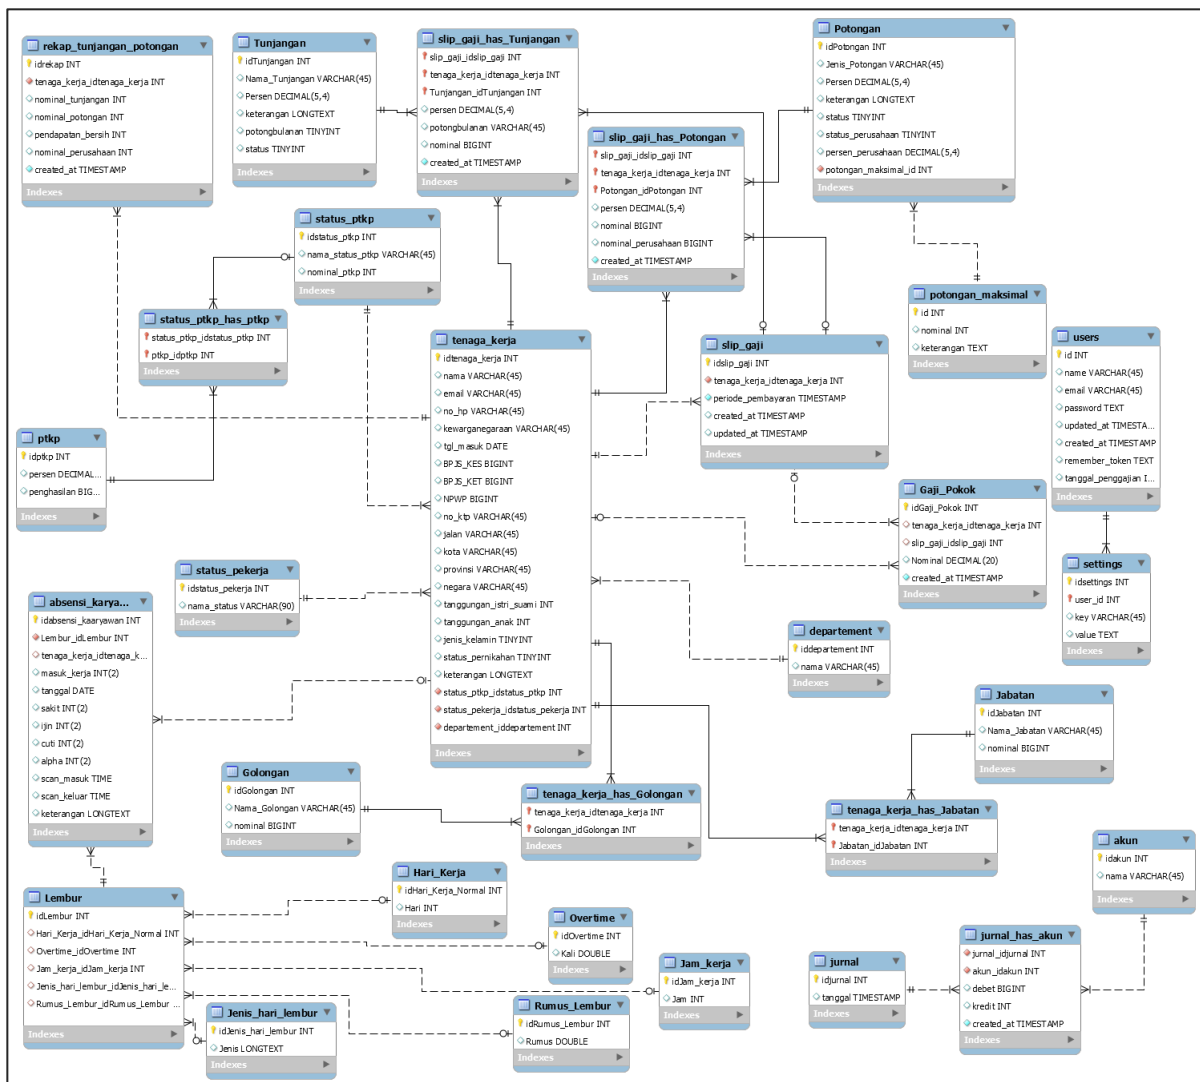 rekap_tunjangan_potongan
idrekap INT
tenaga_kerja_idtenaga_kerja INT
nominal_tunjangan INT
nominal_potongan INT
pendapatan_bersih INT
nominal_perusahaan INT
created_at TIMESTAMP
Indexes
Tunjangan
idTunjangan INT
Nama_Tunjangan VARCHAR(45)
Persen DECIMAL(5,4)
keterangan LONGTEXT
potongbulanan TINYINT
status TINYINT
Indexes
slip_gaji_has_Tunjangan
slip_gaji_idslip_gaji INT
tenaga_kerja_idtenaga_kerja INT
Tunjangan_idTunjangan INT
persen DECIMAL(5,4)
potongbulanan VARCHAR(45)
nominal BIGINT
created_at TIMESTAMP
Indexes
Potongan
idPotongan INT
Jenis_Potongan VARCHAR(45)
Persen DECIMAL(5,4)
keterangan LONGTEXT
status TINYINT
status_perusahaan TINYINT
persen_perusahaan DECIMAL(5,4)
potongan_maksimal_id INT
Indexes
slip_gaji_has_Potongan
slip_gaji_idslip_gaji INT
tenaga_kerja_idtenaga_kerja INT
Potongan_idPotongan INT
persen DECIMAL(5,4)
nominal BIGINT
nominal_perusahaan BIGINT
created_at TIMESTAMP
Indexes
status_ptkp
idstatus_ptkp INT
nama_status_ptkp VARCHAR(45)
nominal_ptkp INT
Indexes
status_ptkp_has_ptkp
status_ptkp_idstatus_ptkp INT
ptkp_idptkp INT
Indexes
potongan_maksimal
id INT
nominal INT
keterangan TEXT
Indexes
users
id INT
name VARCHAR(45)
email VARCHAR(45)
password TEXT
updated_at TIMESTA...
created_at TIMESTAMP
remember_token TEXT
tanggal_penggajian I...
Indexes
tenaga_kerja
idtenaga_kerja INT
nama VARCHAR(45)
email VARCHAR(45)
no_hp VARCHAR(45)
kewarganegaraan VARCHAR(45)
tgl_masuk DATE
BPJS_KES BIGINT
BPJS_KET BIGINT
NPWP BIGINT
no_ktp VARCHAR(45)
jalan VARCHAR(45)
kota VARCHAR(45)
provinsi VARCHAR(45)
negara VARCHAR(45)
tanggungan_istri_suami INT
tanggungan_anak INT
jenis_kelamin TINYINT
status_pernikahan TINYINT
keterangan LONGTEXT
status_ptkp_idstatus_ptkp INT
status_pekerja_idstatus_pekerja INT
departement_iddepartement INT
Indexes
slip_gaji
idslip_gaji INT
tenaga_kerja_idtenaga_kerja INT
periode_pembayaran TIMESTAMP
created_at TIMESTAMP
updated_at TIMESTAMP
Indexes
ptkp
idptkp INT
persen DECIMAL...
penghasilan BIG...
Indexes
Gaji_Pokok
idGaji_Pokok INT
tenaga_kerja_idtenaga_kerja INT
slip_gaji_idslip_gaji INT
Nominal DECIMAL(20)
created_at TIMESTAMP
Indexes
settings
idsettings INT
user_id INT
key VARCHAR(45)
value TEXT
Indexes
status_pekerja
idstatus_pekerja INT
nama_status VARCHAR(90)
Indexes
absensi_karya...
idabsensi_kaaryawan INT
Lembur_idLembur INT
tenaga_kerja_idtenaga_k...
masuk_kerja INT(2)
tanggal DATE
sakit INT(2)
ijin INT(2)
cuti INT(2)
alpha INT(2)
scan_masuk TIME
scan_keluar TIME
keterangan LONGTEXT
Indexes
departement
iddepartement INT
nama VARCHAR(45)
Indexes
Jabatan
idJabatan INT
Nama_Jabatan VARCHAR(45)
nominal BIGINT
Indexes
Golongan
idGolongan INT
Nama_Golongan VARCHAR(45)
nominal BIGINT
Indexes
tenaga_kerja_has_Golongan
tenaga_kerja_idtenaga_kerja INT
Golongan_idGolongan INT
Indexes
tenaga_kerja_has_Jabatan
tenaga_kerja_idtenaga_kerja INT
Jabatan_idJabatan INT
Indexes
akun
idakun INT
nama VARCHAR(45)
Indexes
Lembur
idLembur INT
Hari_Kerja_idHari_Kerja_Normal INT
Overtime_idOvertime INT
Jam_kerja_idJam_kerja INT
Jenis_hari_lembur_idJenis_hari_le...
Rumus_Lembur_idRumus_Lembur ...
Indexes
Hari_Kerja
idHari_Kerja_Normal INT
Hari INT
Indexes
Overtime
idOvertime INT
Kali DOUBLE
Indexes
Jam_kerja
idJam_kerja INT
Jam INT
Indexes
Jenis_hari_lembur
idJenis_hari_lembur INT
Jenis LONGTEXT
Indexes
Rumus_Lembur
idRumus_Lembur INT
Rumus DOUBLE
Indexes
jurnal
idjurnal INT
tanggal TIMESTAMP
Indexes
jurnal_has_akun
jurnal_idjurnal INT
akun_idakun INT
debet BIGINT
kredit INT
created_at TIMESTAMP
Indexes